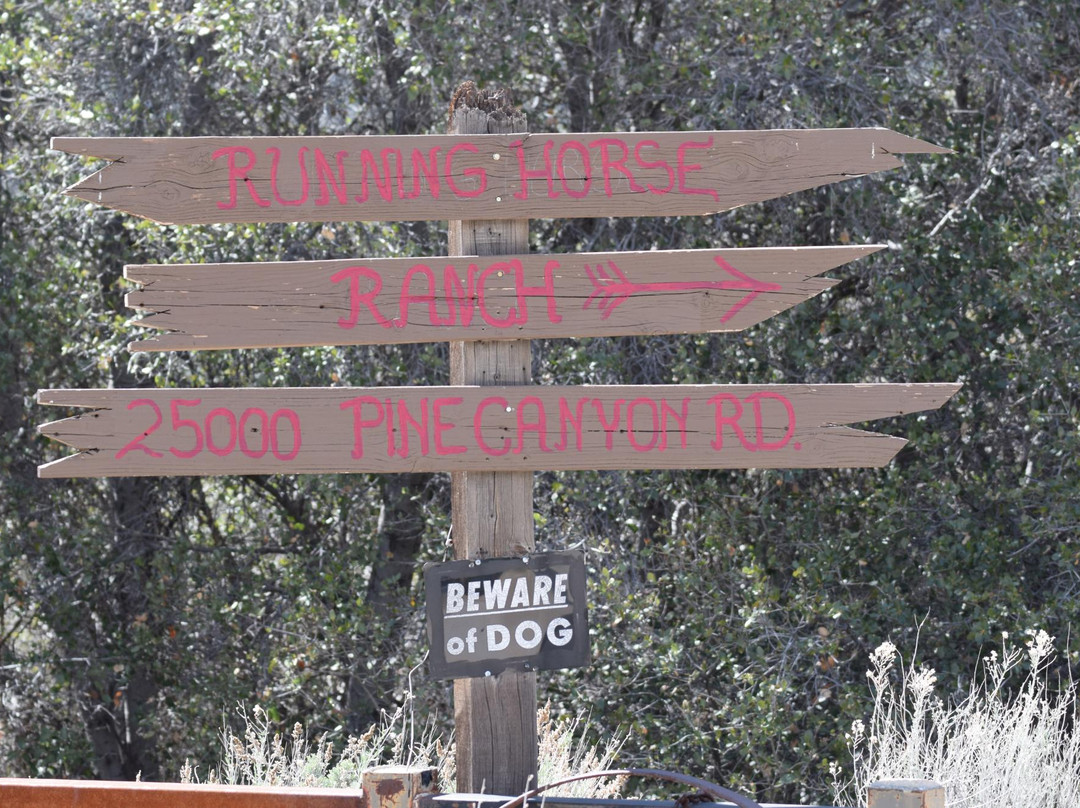 RUNNING HORSE
RANCH
25000 PINE CANYON RD.
BEWARE
of DOG